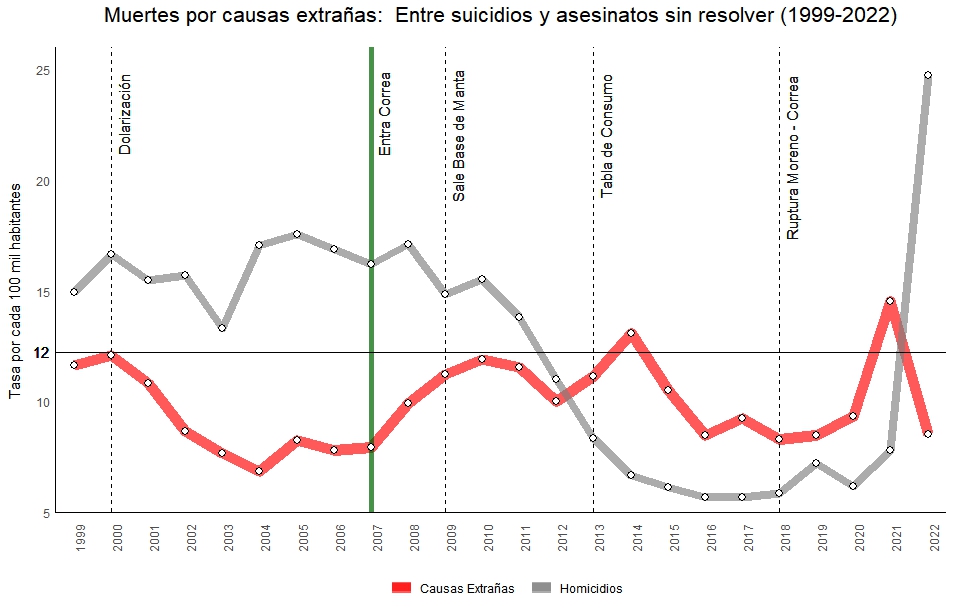 Muertes por causas extrañas:  Entre suicidios y asesinatos sin resolver (1999-2022)
Tasa por cada 100 mil habitantes
25
20
15
12
10
5
Dolarización
Entra Correa
Sale Base de Manta
Tabla de Consumo
Ruptura Moreno - Correa
1999 2000 2001 2002 2003 2004 2005 2006 2007 2008 2009 2010 2011 2012 2013 2014 2015 2016 2017 2018 2019 2020 2021 2022
Causas Extrañas Homicidios